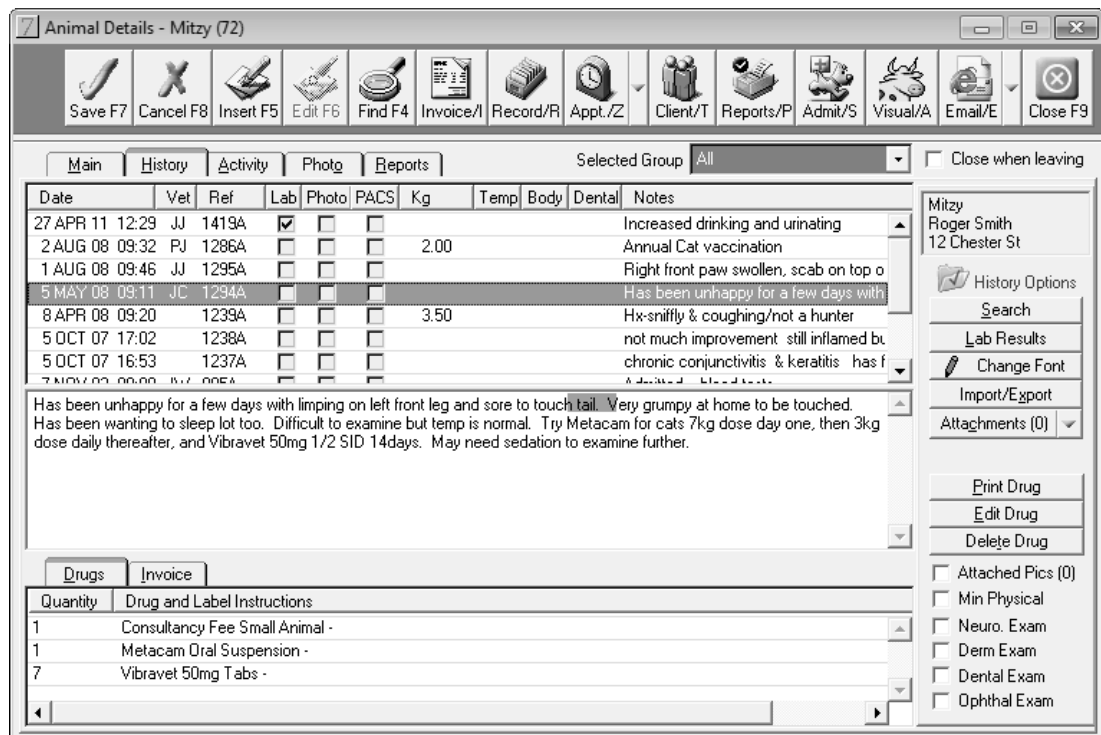 Animal Details - Mitzy (72)
Save F7 Cancel F8 Insert F5 Edit F6 Find F4 Invoice/I Record/R Appt./Z Client/T Reports/P Admit/S Visual/A Email/E Close F9
Main History Activity Photo Reports Selected Group All Close when leaving
Date Vet Ref Lab Photo PACS Kg Temp Body Dental Notes
27 APR 11 12:29 JJ 1419A Increased drinking and urinating
2 AUG 08 09:32 PJ 1286A 2.00 Annual Cat vaccination
1 AUG 08 09:46 JJ 1295A Right front paw swollen, scab on top o
5 MAY 08 09:11 JC 1294A Has been unhappy for a few days with
8 APR 08 09:20 1239A 3.50 Hx-sniffly & coughing/not a hunter
5 OCT 07 17:02 1238A not much improvement still inflamed bu
5 OCT 07 16:53 1237A chronic conjunctivitis & keratitis has f
Has been unhappy for a few days with limping on left front leg and sore to touch tail. Very grumpy at home to be touched.
Has been wanting to sleep lot too. Difficult to examine but temp is normal. Try Metacam for cats 7kg dose day one, then 3kg
dose daily thereafter, and Vibravet 50mg 1/2 SID 14days. May need sedation to examine further.
Drugs Invoice
Quantity Drug and Label Instructions
1 Consultancy Fee Small Animal -
1 Metacam Oral Suspension -
7 Vibravet 50mg Tabs -
Mitzy
Roger Smith
12 Chester St
History Options
Search
Lab Results
Change Font
Import/Export
Attachments (0)
Print Drug
Edit Drug
Delete Drug
Attached Pics (0)
Min Physical
Neuro. Exam
Derm Exam
Dental Exam
Ophthal Exam